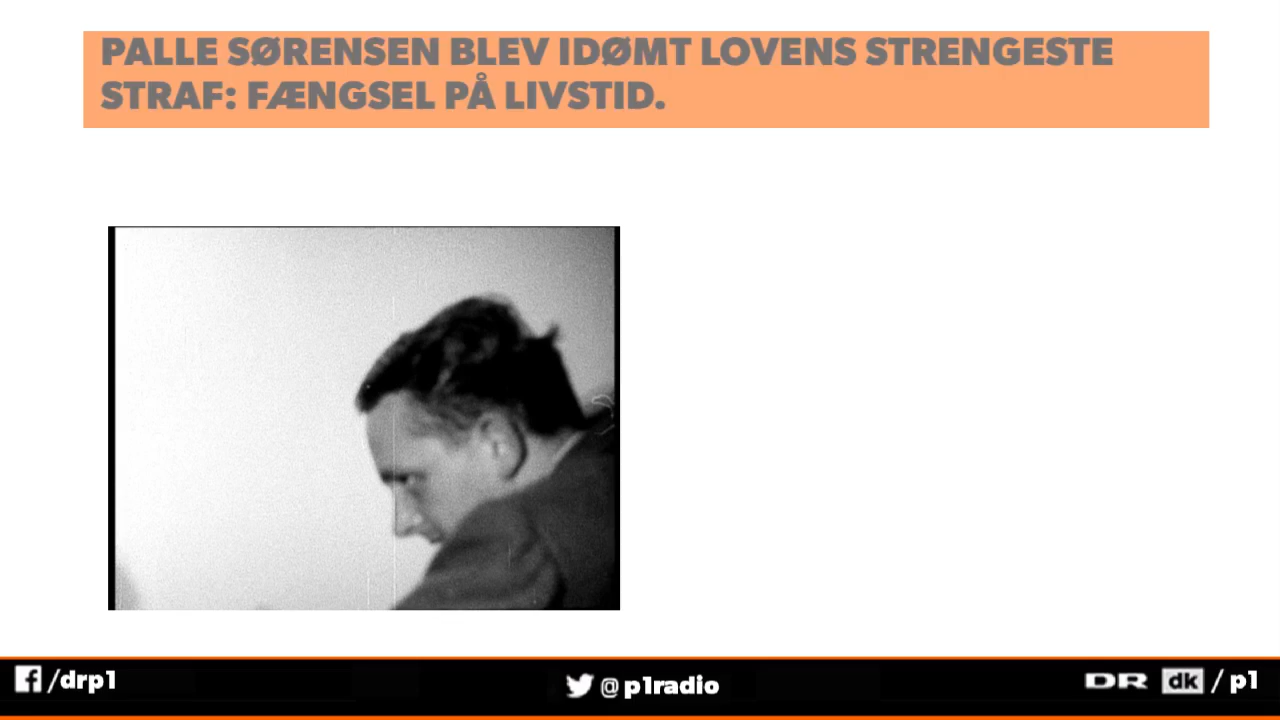 PALLE SØRENSEN BLEV IDØMT LOVENS STRENGESTE
STRAF: FÆNGSEL PÅ LIVSTID.
/drp1
@p1radio
DR dk / p1